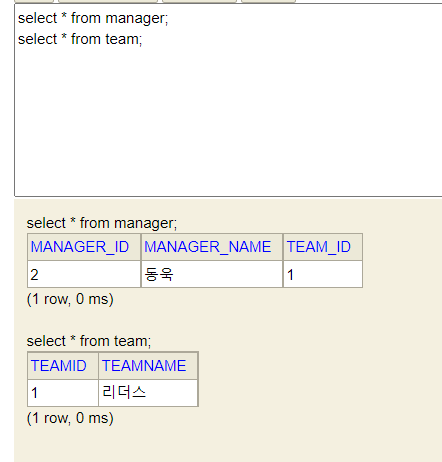 select * from manager;
select * from team;
select * from manager;
MANAGER_ID MANAGER_NAME TEAM_ID
2 동욱 1
(1 row, 0 ms)
select * from team;
TEAMID TEAMNAME
1 리더스
(1 row, 0 ms)